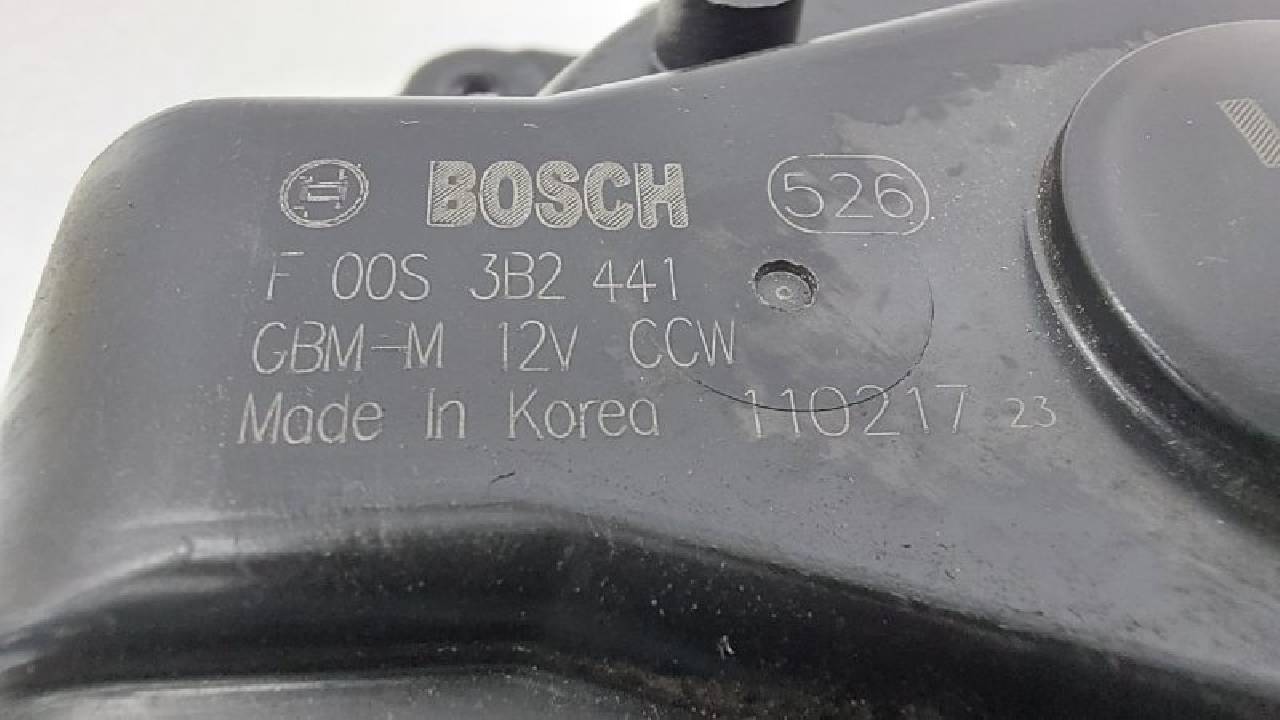 BOSCH 526
F 00S 3B2 441
GBM-M 12V CCW
Made In Korea 110217 23